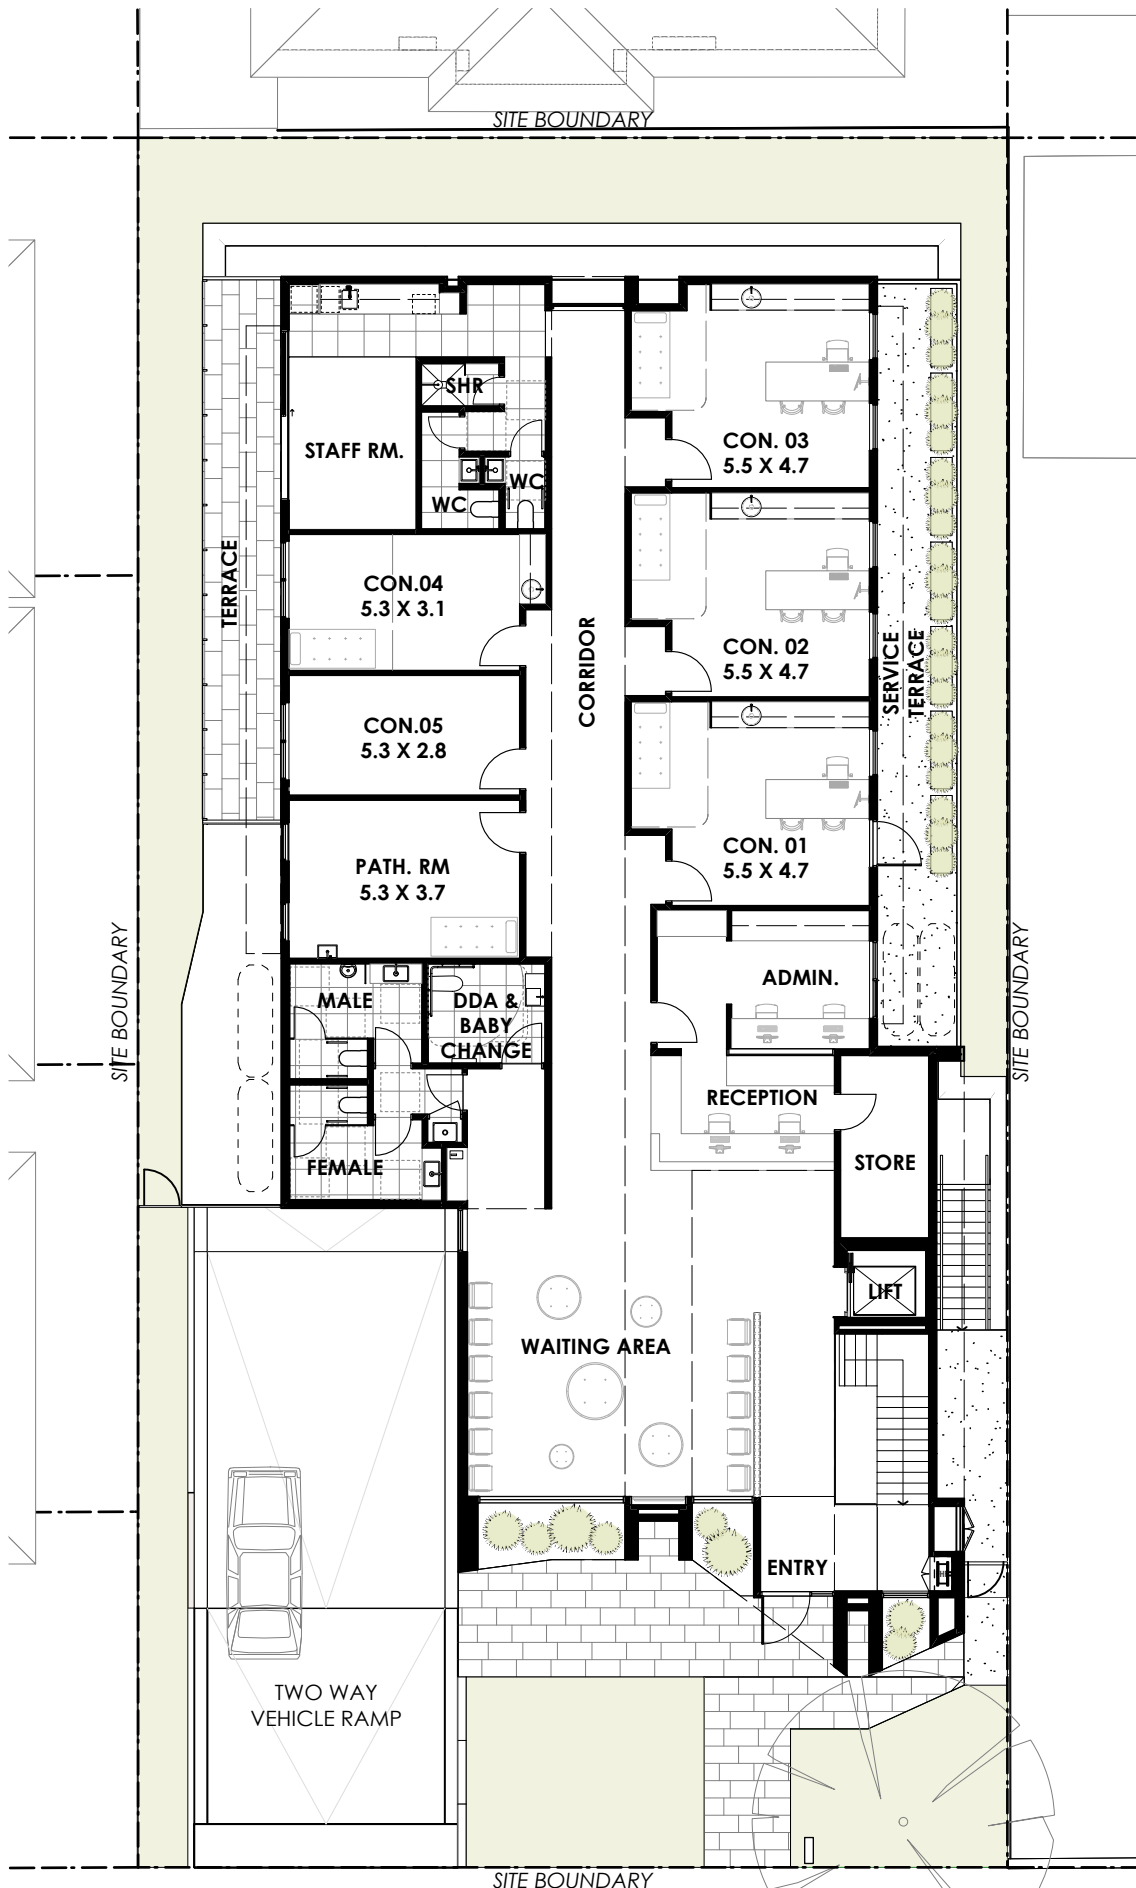 SITE BOUNDARY
SHR
STAFF RM.
CON. 03
5.5 X 4.7
WC
WC
TERRACE
CON.04
5.3 X 3.1
CORRIDOR
CON. 02
5.5 X 4.7
SERVICE
TERRACE
CON.05
5.3 X 2.8
CON. 01
5.5 X 4.7
PATH. RM
5.3 X 3.7
SITE BOUNDARY
SITE BOUNDARY
MALE
DDA &
BABY
CHANGE
ADMIN.
RECEPTION
FEMALE
STORE
LIFT
WAITING AREA
ENTRY
TWO WAY
VEHICLE RAMP
SITE BOUNDARY